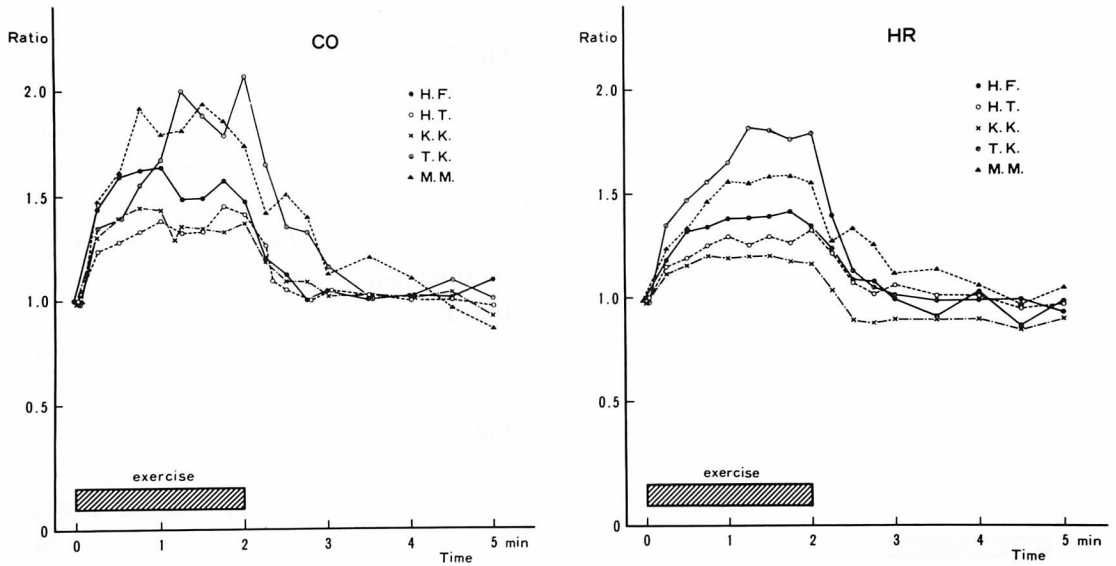 CO
Ratio
2.0
1.5
1.0
0.5
0
H.F.
H.T.
K.K.
T.K.
M.M.
exercise
0 1 2 3 4 5 min
Time
HR
Ratio
2.0
1.5
1.0
0.5
0
H.F.
H.T.
K.K.
T.K.
M.M.
exercise
0 1 2 3 4 5 min
Time